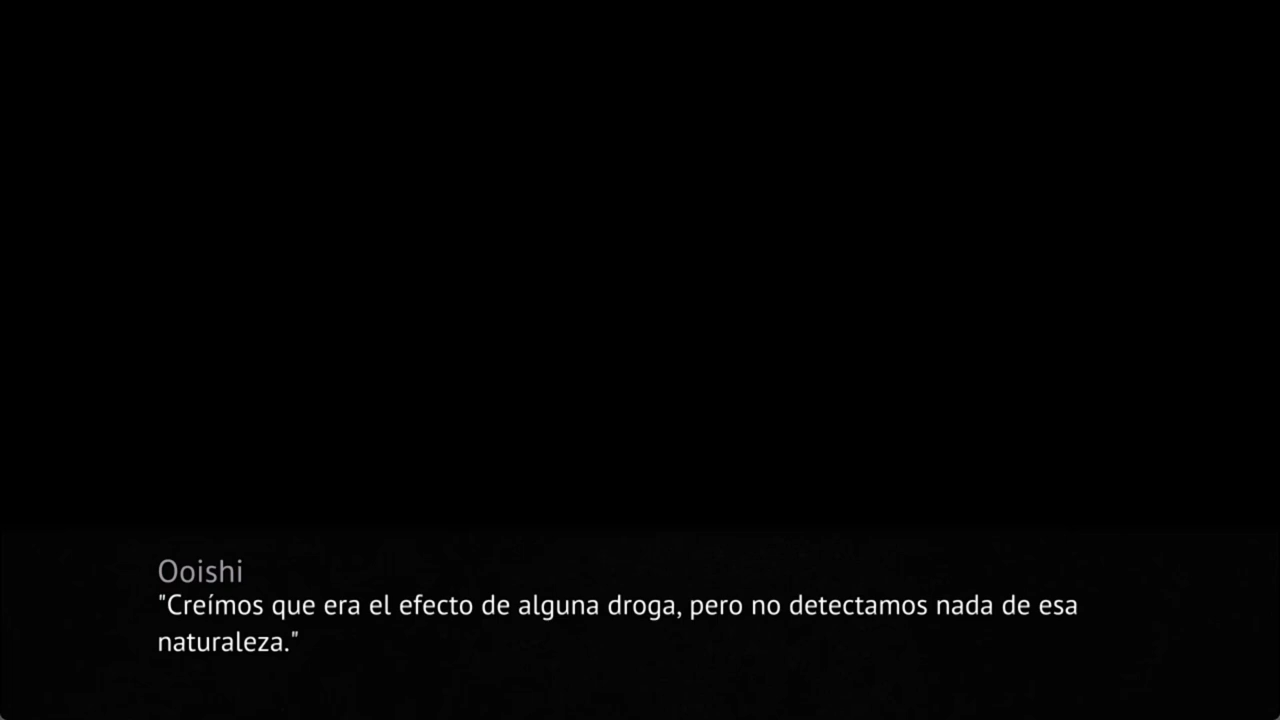 Ooishi
"Creímos que era el efecto de alguna droga, pero no detectamos nada de esa
naturaleza."